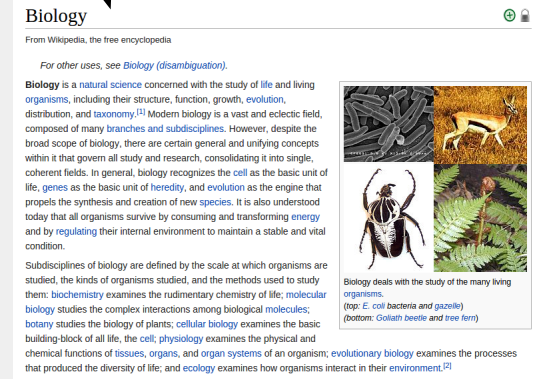 Biology
From Wikipedia, the free encyclopedia
For other uses, see Biology (disambiguation).
Biology is a natural science concerned with the study of life and living
organisms, including their structure, function, growth, evolution,
distribution, and taxonomy.[1] Modern biology is a vast and eclectic field,
composed of many branches and subdisciplines. However, despite the
broad scope of biology, there are certain general and unifying concepts
within it that govern all study and research, consolidating it into single,
coherent fields. In general, biology recognizes the cell as the basic unit of
life, genes as the basic unit of heredity, and evolution as the engine that
propels the synthesis and creation of new species. It is also understood
today that all organisms survive by consuming and transforming energy
and by regulating their internal environment to maintain a stable and vital
condition.
Subdisciplines of biology are defined by the scale at which organisms are
studied, the kinds of organisms studied, and the methods used to study
them: biochemistry examines the rudimentary chemistry of life; molecular
biology studies the complex interactions among biological molecules;
botany studies the biology of plants; cellular biology examines the basic
building-block of all life, the cell; physiology examines the physical and
chemical functions of tissues, organs, and organ systems of an organism; evolutionary biology examines the processes
that produced the diversity of life; and ecology examines how organisms interact in their environment.[2]
Biology deals with the study of the many living
organisms.
(top: E. coli bacteria and gazelle)
(bottom: Goliath beetle and tree fern)